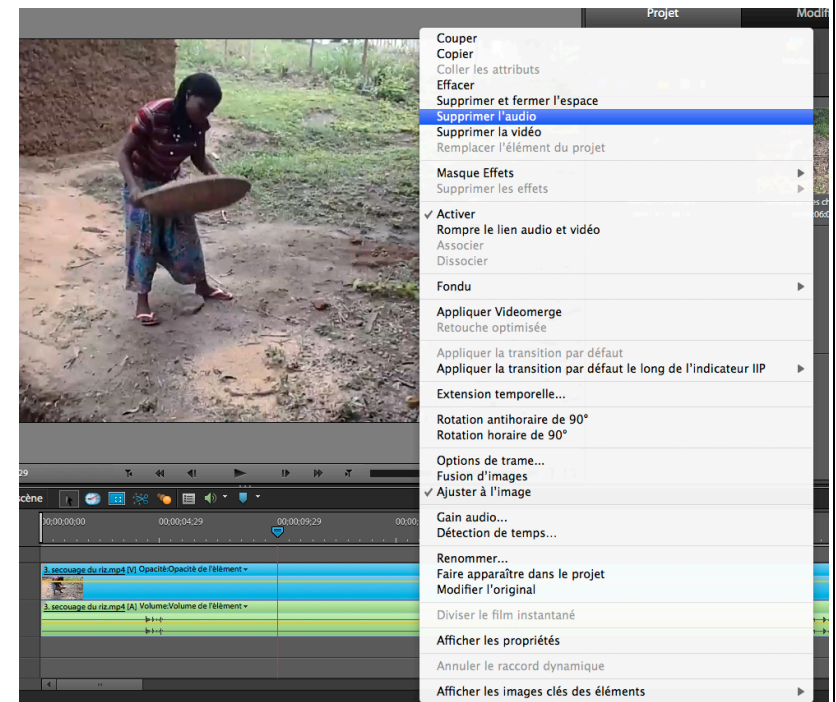 Projet
Modif
Couper
Copier
Coller les attributs
Effacer
Supprimer et fermer l'espace
Supprimer l'audio
Supprimer la vidéo
Remplacer l'élément du projet
Masque Effets
Supprimer les effets
Activer
Rompre le lien audio et vidéo
Associer
Dissocier
Fondu
Appliquer Videomerge
Retouche optimisée
Appliquer la transition par défaut
Appliquer la transition par défaut le long de l'indicateur IIP
Extension temporelle...
Rotation antihoraire de 90°
Rotation horaire de 90°
Options de trame...
Fusion d'images
Ajuster à l'image
Gain audio...
Détection de temps...
Renommer...
Faire apparaître dans le projet
Modifier l'original
Diviser le film instantané
Afficher les propriétés
Annuler le raccord dynamique
Afficher les images clés des éléments
es ch
:06:0
29
scène
00;00;00;00 00;00;04;29 00;00;09;29 00;00;
3. secouage du riz.mp4 [V] Opacité:Opacité de l'élément
3. secouage du riz.mp4 [A] Volume:Volume de l'élément